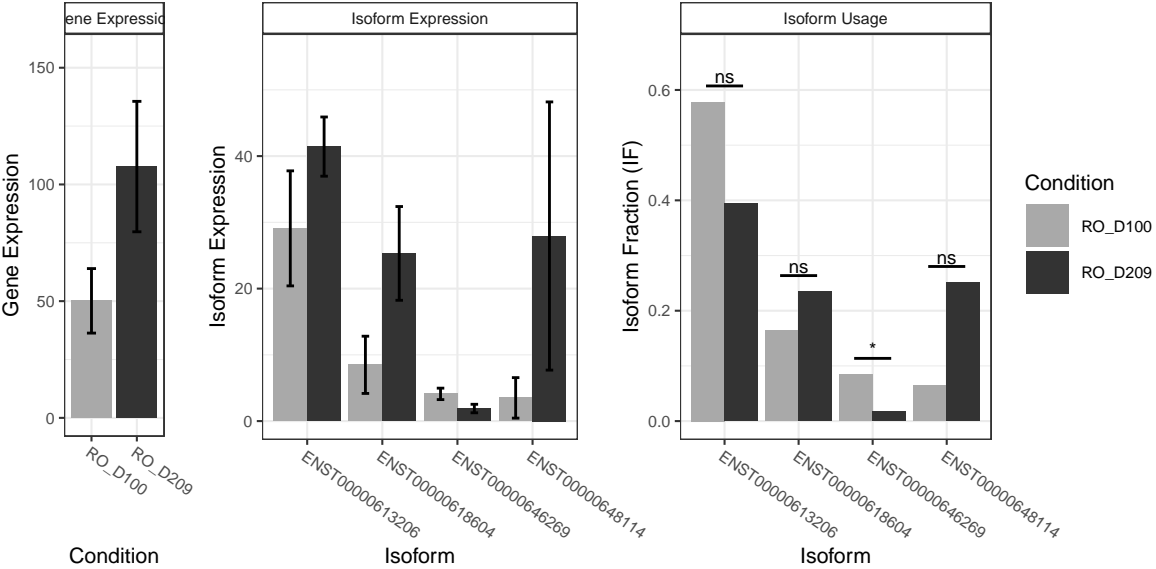 ene Expressio
Gene Expression
150
100
50
0
RO_D100
RO_D209
Condition
Isoform Expression
Isoform Expression
40
20
0
ENST00000613206
ENST00000618604
ENST00000646269
ENST00000648114
Isoform
Isoform Usage
Isoform Fraction (IF)
0.6
0.4
0.2
0.0
ns
ns
*
ns
ENST00000613206
ENST00000618604
ENST00000646269
ENST00000648114
Isoform
Condition
RO_D100
RO_D209